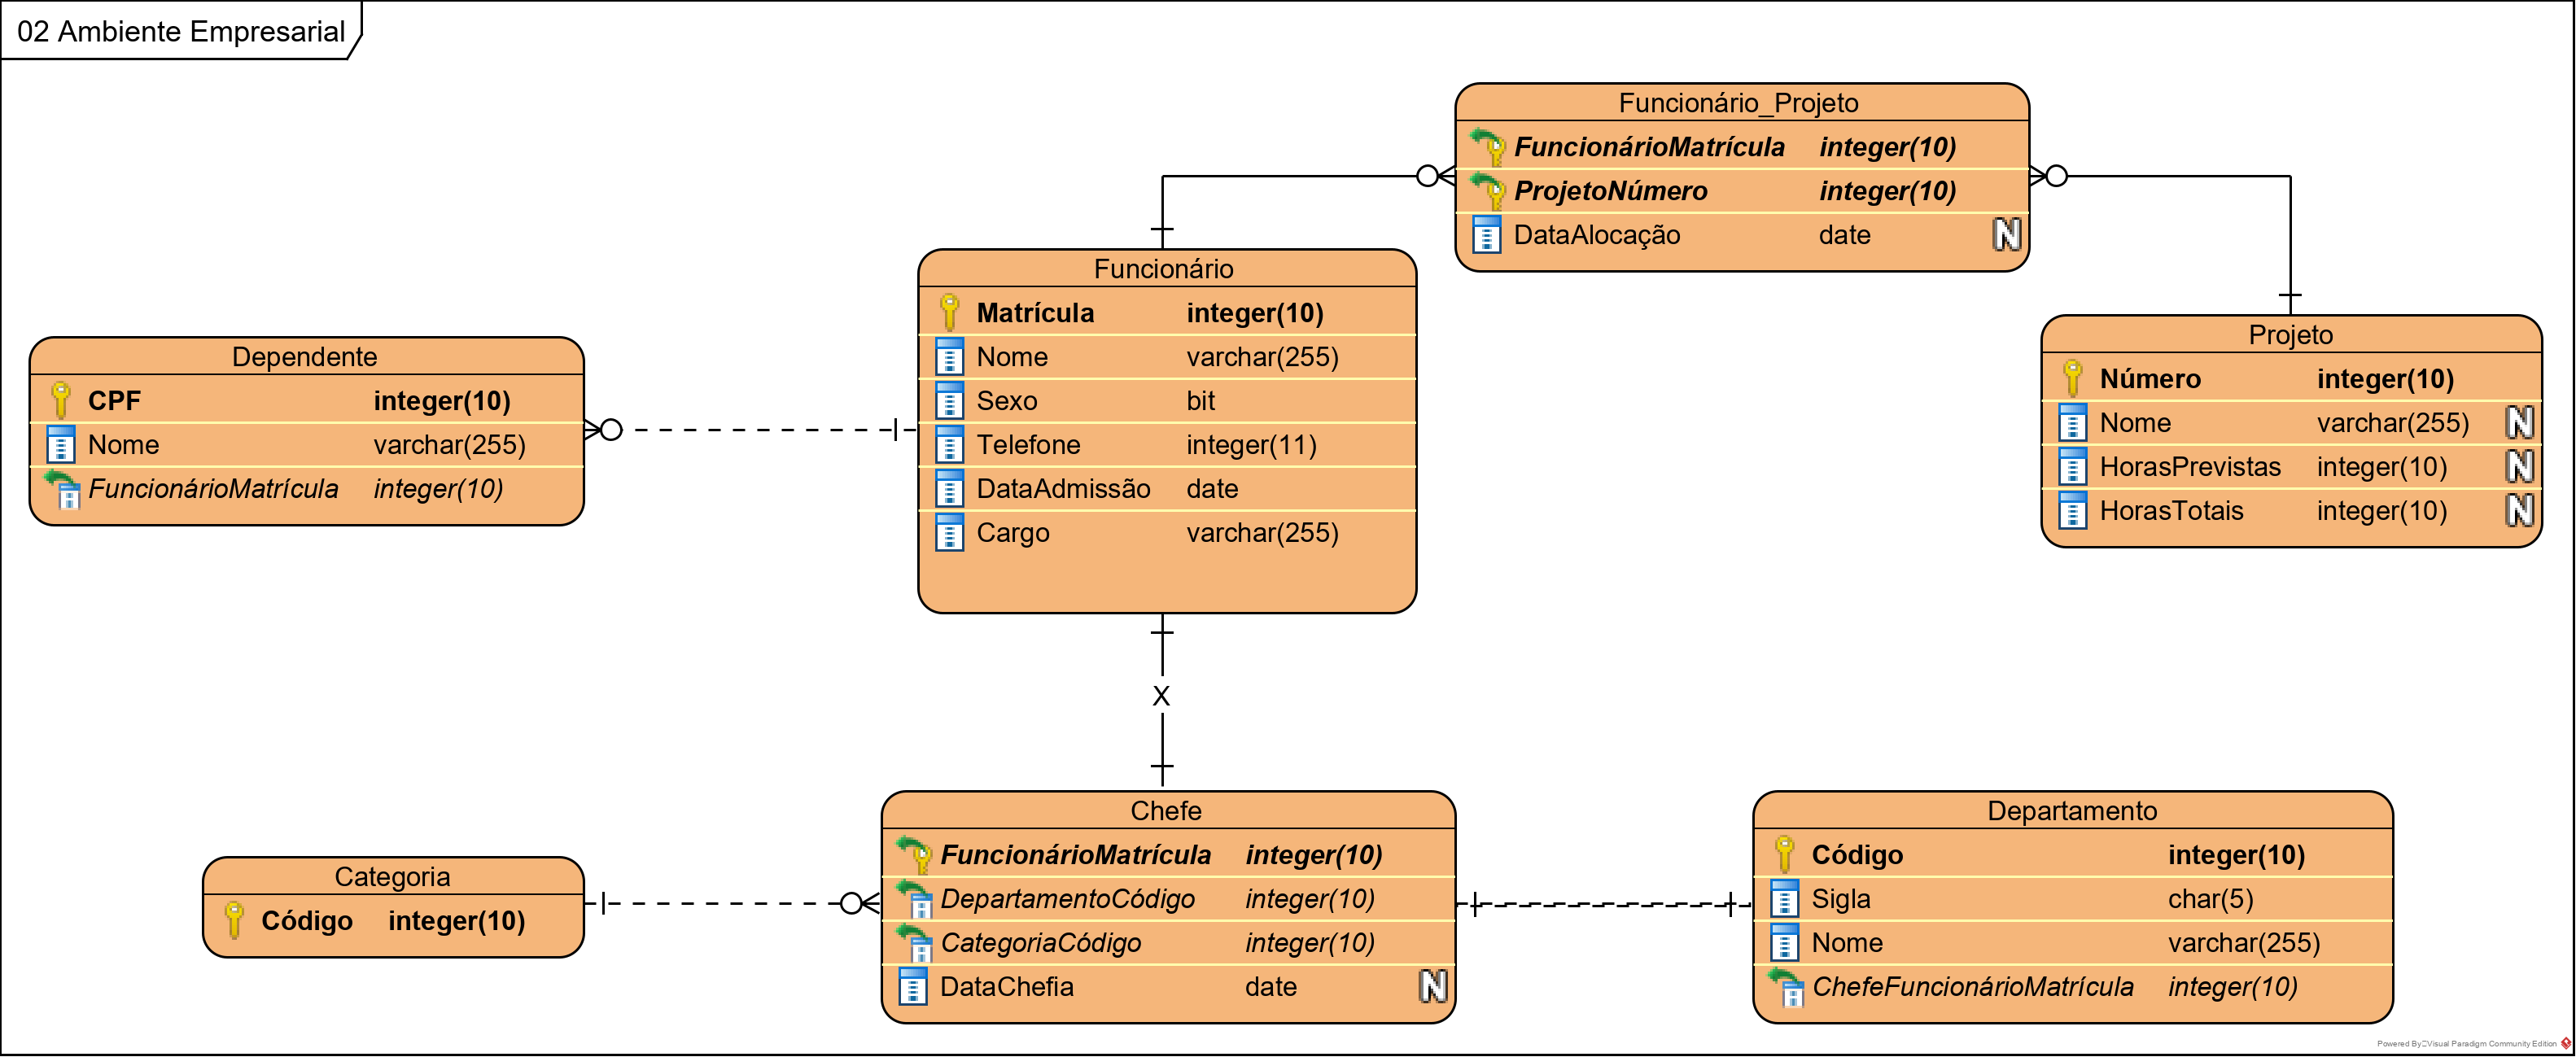 02 Ambiente Empresarial
Funcionário_Projeto
FuncionárioMatrícula integer(10)
ProjetoNúmero integer(10)
DataAlocação date N
Funcionário
Matrícula integer(10)
Nome varchar(255)
Sexo bit
Telefone integer(11)
DataAdmissão date
Cargo varchar(255)
Projeto
Número integer(10)
Nome varchar(255) N
HorasPrevistas integer(10) N
HorasTotais integer(10) N
Dependente
CPF integer(10)
Nome varchar(255)
FuncionárioMatrícula integer(10)
X
Chefe
FuncionárioMatrícula integer(10)
DepartamentoCódigo integer(10)
CategoriaCódigo integer(10)
DataChefia date N
Departamento
Código integer(10)
Sigla char(5)
Nome varchar(255)
ChefeFuncionárioMatrícula integer(10)
Categoria
Código integer(10)
Powered By Visual Paradigm Community Edition